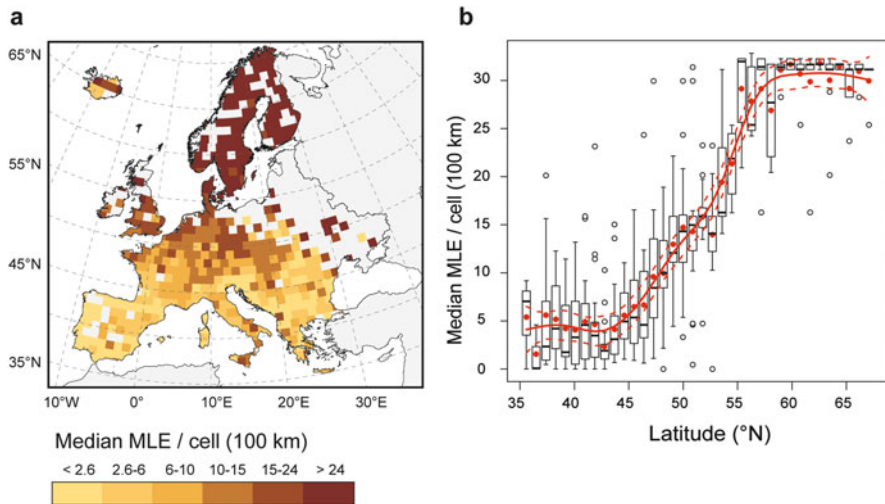 a
65°N
55°N
45°N
35°N
10°W 0° 10°E 20°E 30°E
Median MLE / cell (100 km)
< 2.6 2.6-6 6-10 10-15 15-24 > 24
b
Median MLE / cell (100 km)
30
25
20
15
10
5
0
35 40 45 50 55 60 65
Latitude (°N)